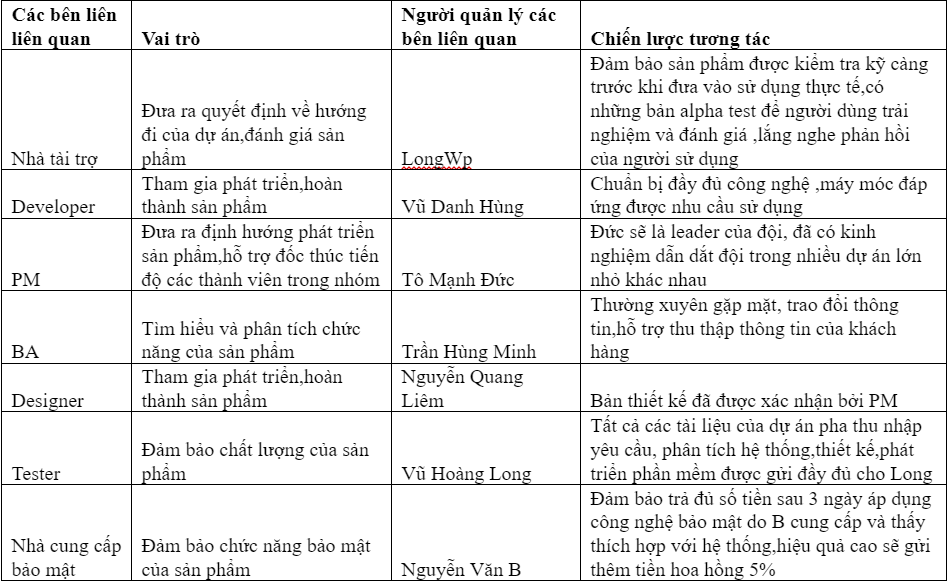 Các bên liên
liên quan
Vai trò
Người quản lý các
bên liên quan
Chiến lược tương tác
Nhà tài trợ
Đưa ra quyết định về hướng
đi của dự án,đánh giá sản
phẩm
LongWp
Đảm bảo sản phẩm được kiểm tra kỹ càng
trước khi đưa vào sử dụng thực tế,có
những bản alpha test để người dùng trải
nghiệm và đánh giá ,lắng nghe phản hồi
của người sử dụng
Developer
Tham gia phát triển,hoàn
thành sản phẩm
Vũ Danh Hùng
Chuẩn bị đầy đủ công nghệ ,máy móc đáp
ứng được nhu cầu sử dụng
PM
Đưa ra định hướng phát triển
sản phẩm,hỗ trợ đốc thúc tiến
độ các thành viên trong nhóm
Tô Mạnh Đức
Đức sẽ là leader của đội, đã có kinh
nghiệm dẫn dắt đội trong nhiều dự án lớn
nhỏ khác nhau
BA
Tìm hiểu và phân tích chức
năng của sản phẩm
Trần Hùng Minh
Thường xuyên gặp mặt, trao đổi thông
tin,hỗ trợ thu thập thông tin của khách
hàng
Designer
Tham gia phát triển,hoàn
thành sản phẩm
Nguyễn Quang
Liêm
Bản thiết kế đã được xác nhận bởi PM
Tester
Đảm bảo chất lượng của sản
phẩm
Vũ Hoàng Long
Tất cả các tài liệu của dự án pha thu nhập
yêu cầu, phân tích hệ thống,thiết kế,phát
triển phần mềm được gửi đầy đủ cho Long
Nhà cung cấp
bảo mật
Đảm bảo chức năng bảo mật
của sản phẩm
Nguyễn Văn B
Đảm bảo trả đủ số tiền sau 3 ngày áp dụng
công nghệ bảo mật do B cung cấp và thấy
thích hợp với hệ thống,hiệu quả cao sẽ gửi
thêm tiền hoa hồng 5%